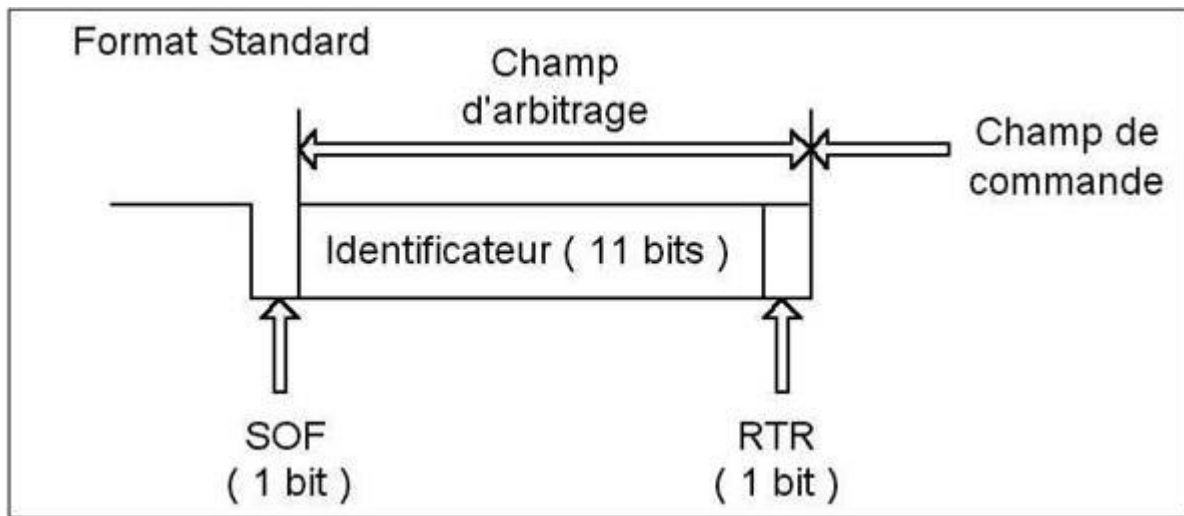 Format Standard
Champ
d'arbitrage
Champ de
commande
Identificateur ( 11 bits )
SOF
( 1 bit )
RTR
( 1 bit )